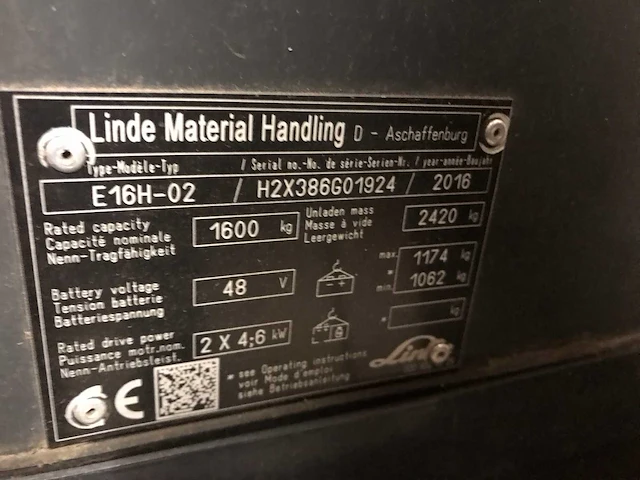 Linde Material Handling D - Aschaffenburg
Type-Modèle-Typ / Serial no.-No. de série-Serien-Nr. / year-année-Baujahr
E16H-02 / H2X386G01924 / 2016
Rated capacity
Capacité nominale
Nenn-Tragfähigkeit
1600 kg
Unladen mass
Masse à vide
Leergewicht
2420 kg
Battery voltage
Tension batterie
Batteriespannung
48 V
max. 1174 kg
*
min. 1062 kg
Rated drive power
Puissance motr.nom.
Nenn-Antriebsleist.
2 X 4,6 kW
* kg
* see Operating instructions
voir Mode d'emploi
siehe Betriebsanleitung
CE
Linde